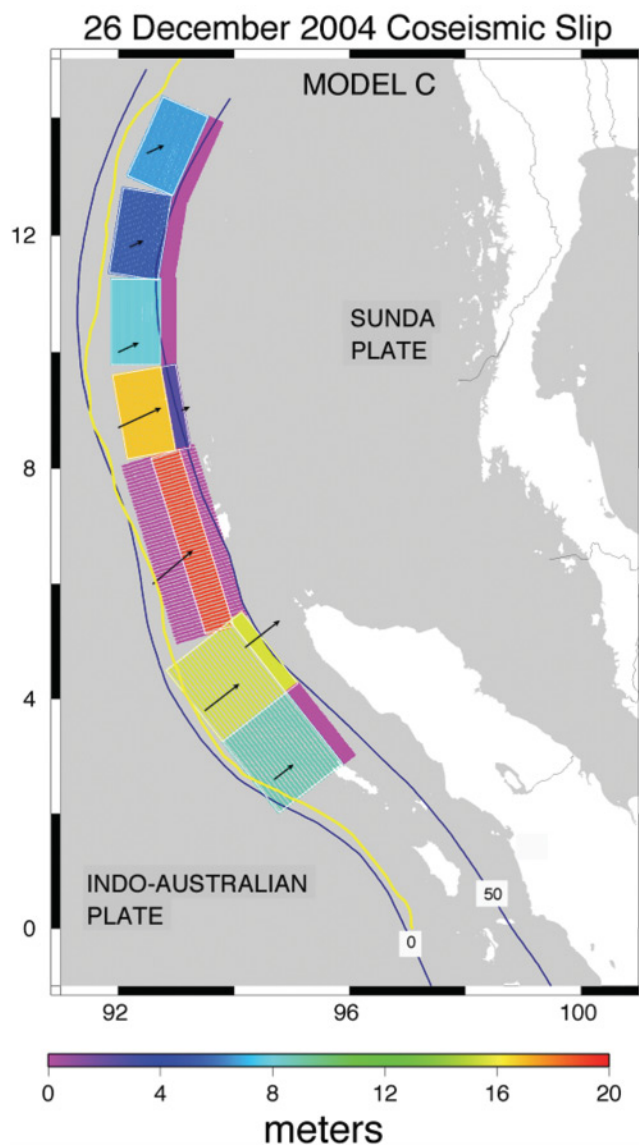 26 December 2004 Coseismic Slip
MODEL C
12
SUNDA
PLATE
8
4
INDO-AUSTRALIAN
PLATE
50
0
0
92
96
100
0
4
8
12
16
20
meters